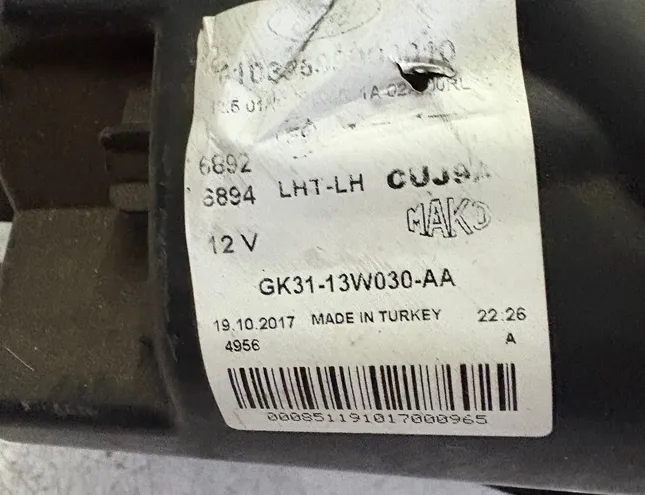 6892
6894 LHT-LH CUJ9
MAKO
12 V
GK31-13W030-AA
19.10.2017 MADE IN TURKEY 22:26
4956 A
000851191017000965